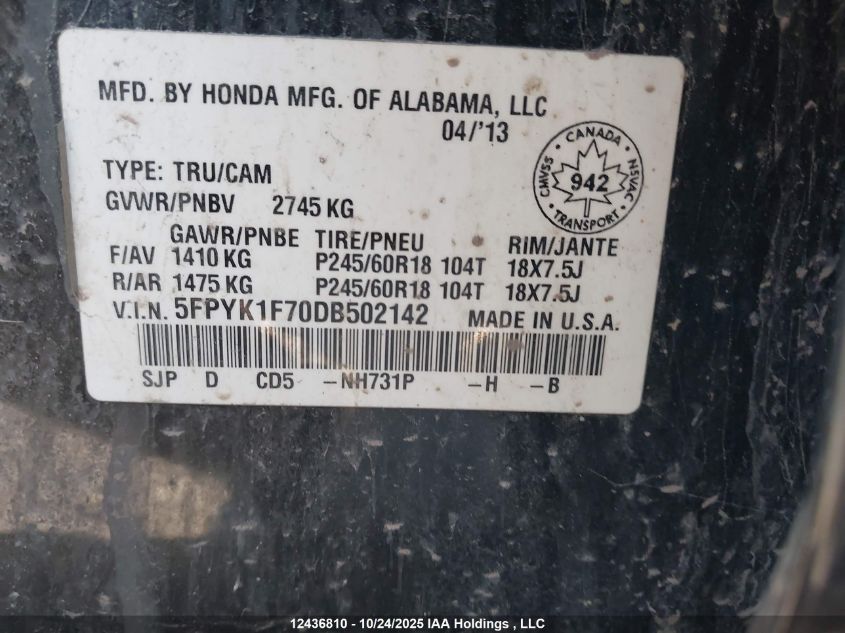 MFD. BY HONDA MFG. OF ALABAMA, LLC
04/'13
TYPE: TRU/CAM
GVWR/PNBV 2745 KG
GAWR/PNBE TIRE/PNEU RIM/JANTE
F/AV 1410 KG P245/60R18 104T 18X7.5J
R/AR 1475 KG P245/60R18 104T 18X7.5J
V.I.N. 5FPYK1F70DB502142 MADE IN U.S.A.
SJP D CD5 -NH731P -H -B
CANADA
CMVSS 942 NSVAC
TRANSPORT
12436810 - 10/24/2025 IAA Holdings , LLC